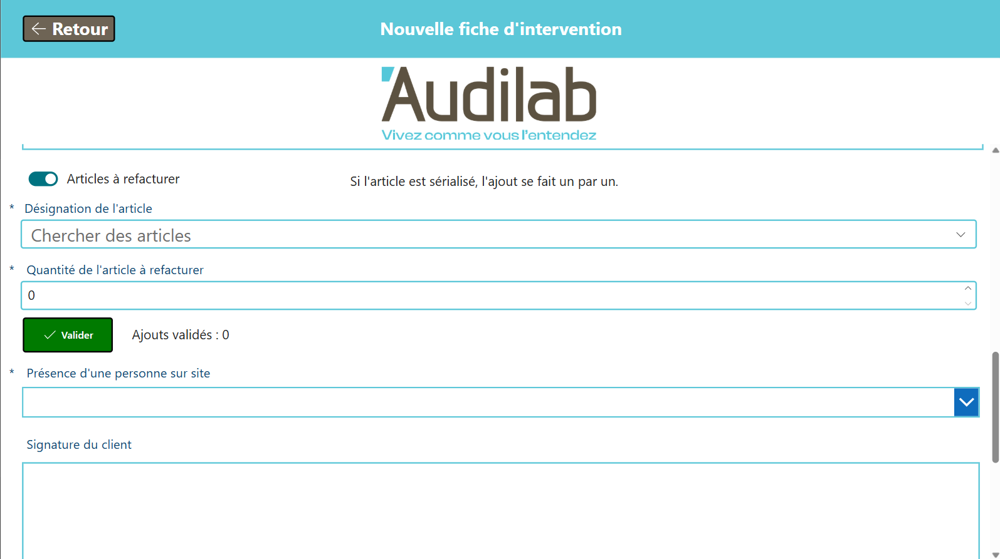 Retour
Nouvelle fiche d'intervention
Audilab
Vivez comme vous l'entendez
Articles à refacturer
Si l'article est sérialisé, l'ajout se fait un par un.
* Désignation de l'article
Chercher des articles
* Quantité de l'article à refacturer
0
Valider
Ajouts validés : 0
* Présence d'une personne sur site
Signature du client